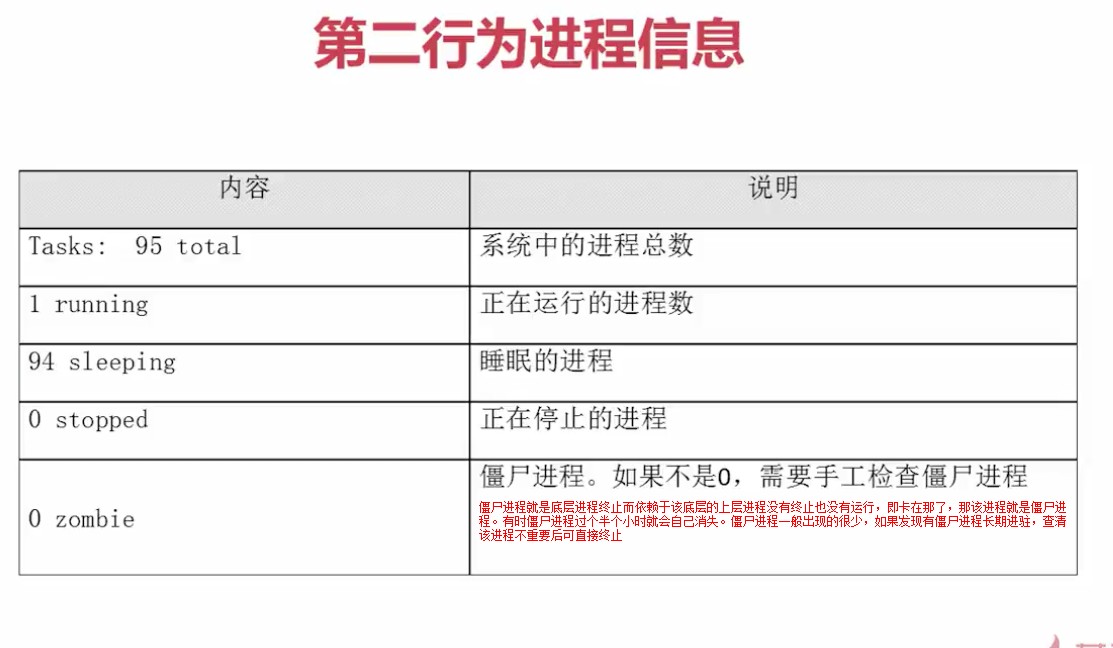 第二行为进程信息
内容 说明
Tasks: 95 total 系统中的进程总数
1 running 正在运行的进程数
94 sleeping 睡眠的进程
0 stopped 正在停止的进程
僵尸进程。如果不是0，需要手工检查僵尸进程
0 zombie
僵尸进程就是底层进程终止而依赖于该底层的上层进程没有终止也没有运行，即卡在那了，那该进程就是僵尸进
程。有时僵尸进程过个半个小时就会自己消失。僵尸进程一般出现的很少，如果发现有僵尸进程长期进驻，查清
该进程不重要后可直接终止